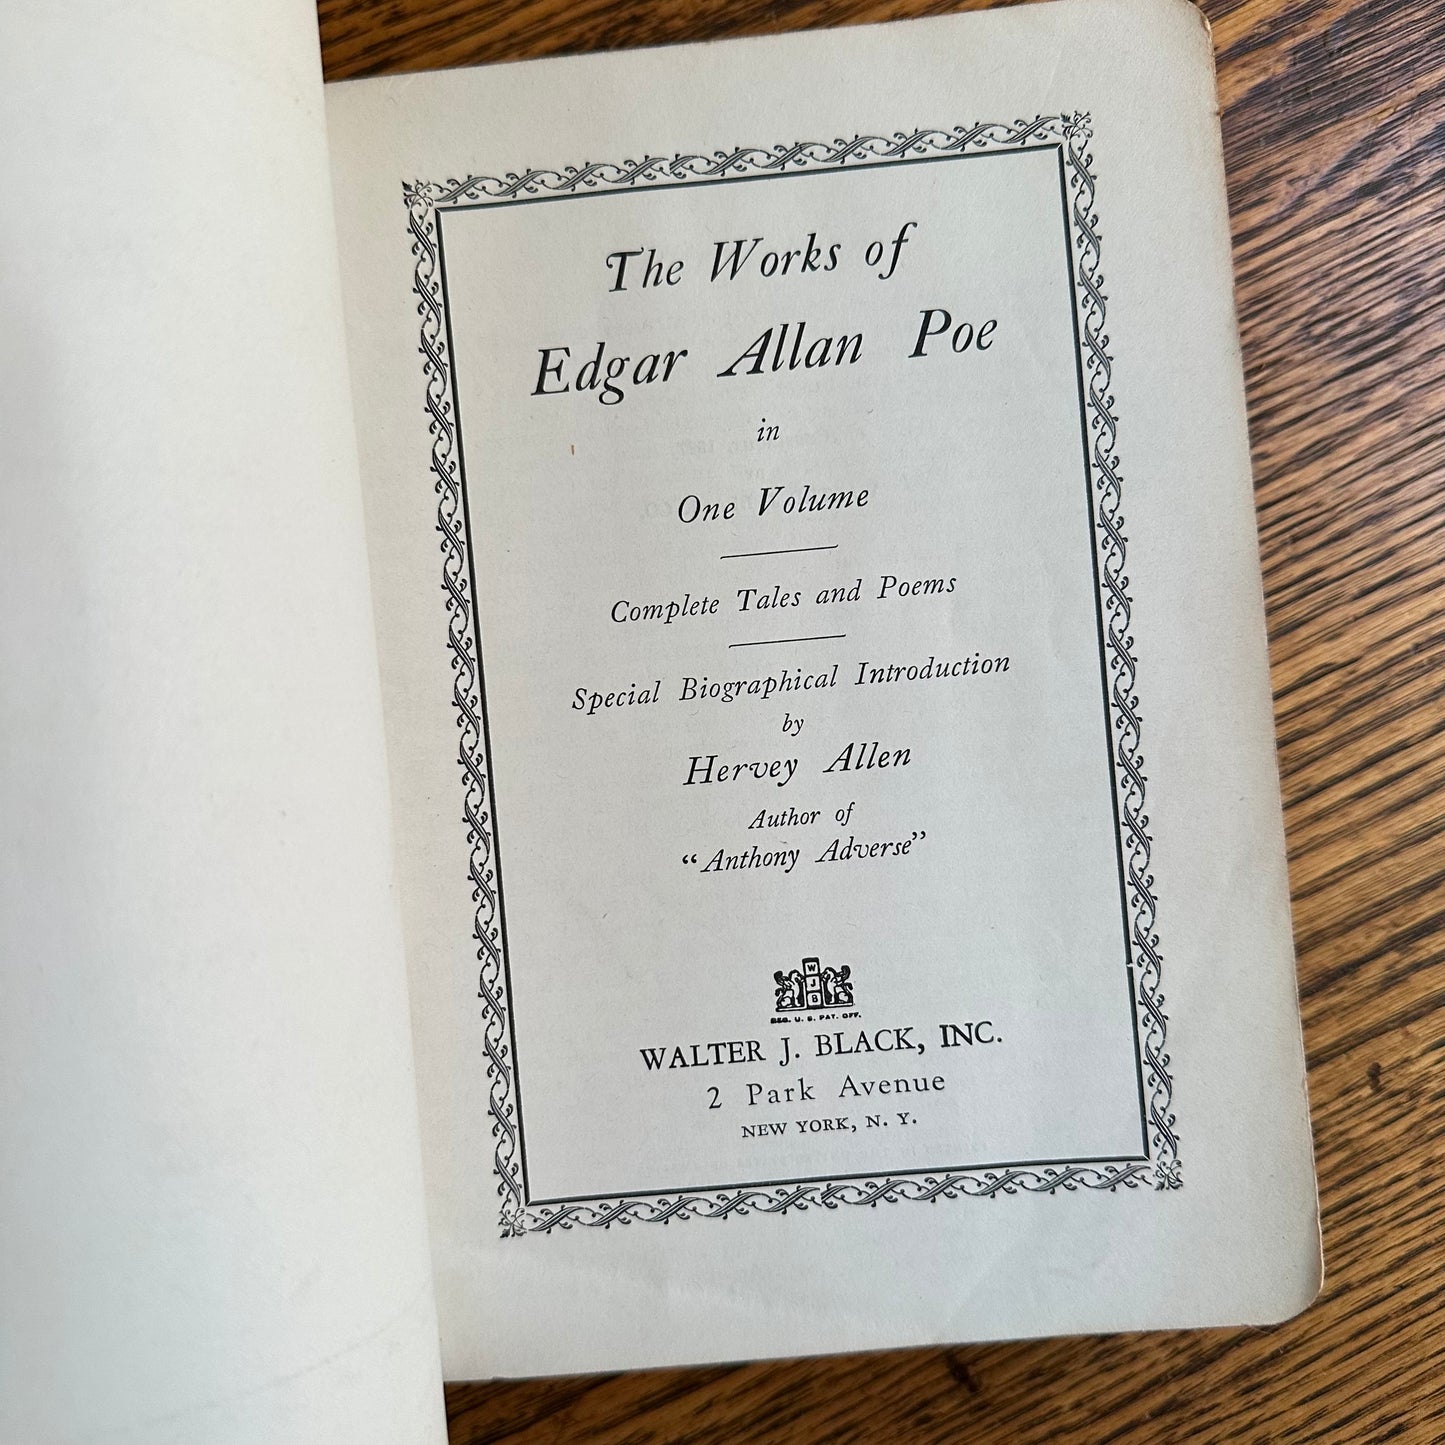 The Works of
Edgar Allan Poe
in
One Volume
Complete Tales and Poems
Special Biographical Introduction
by
Hervey Allen
Author of
“Anthony Adverse”
W
J
B
REG. U. S. PAT. OFF.
WALTER J. BLACK, INC.
2 Park Avenue
NEW YORK, N. Y.